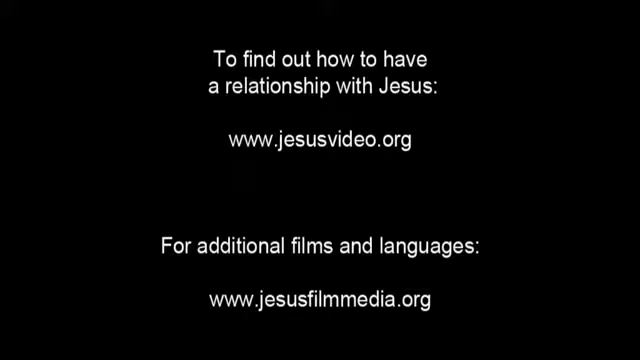 To find out how to have
a relationship with Jesus:
www.jesusvideo.org
For additional films and languages:
www.jesusfilmmedia.org